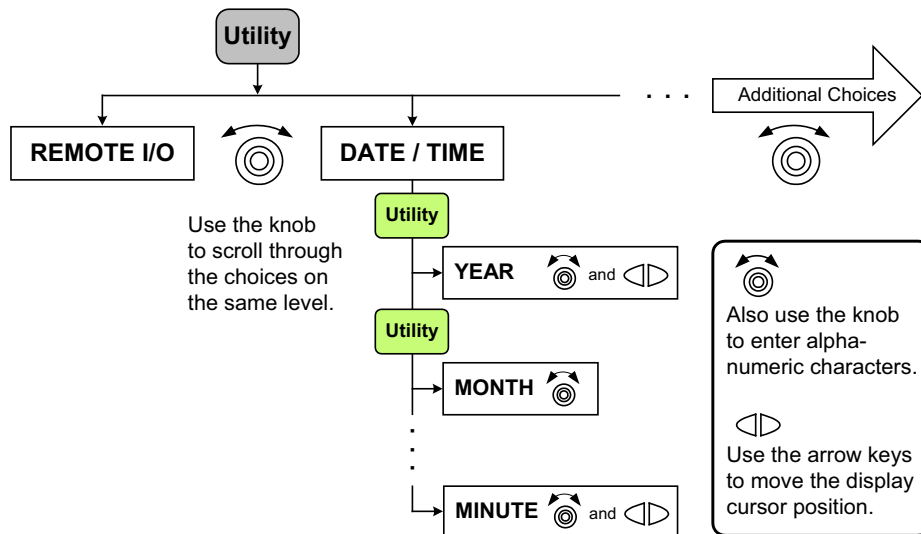 Utility
. . .
Additional Choices
REMOTE I/O
DATE / TIME
Use the knob
to scroll through
the choices on
the same level.
Utility
YEAR and
Utility
MONTH
MINUTE and
Also use the knob
to enter alpha-
numeric characters.
Use the arrow keys
to move the display
cursor position.